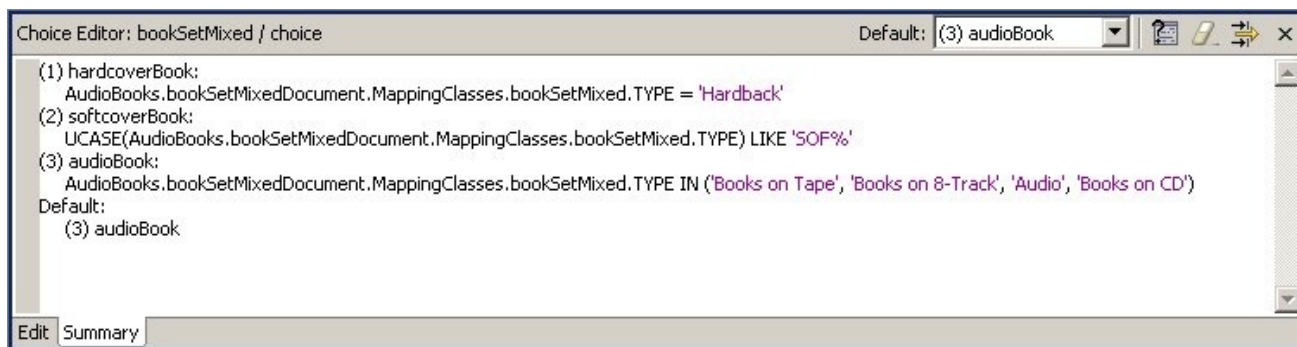 Choice Editor: bookSetMixed / choice Default: (3) audioBook
(1) hardcoverBook:
AudioBooks.bookSetMixedDocument.MappingClasses.bookSetMixed.TYPE = 'Hardback'
(2) softcoverBook:
UCASE(AudioBooks.bookSetMixedDocument.MappingClasses.bookSetMixed.TYPE) LIKE 'SOF%'
(3) audioBook:
AudioBooks.bookSetMixedDocument.MappingClasses.bookSetMixed.TYPE IN ('Books on Tape', 'Books on 8-Track', 'Audio', 'Books on CD')
Default:
(3) audioBook
Edit Summary